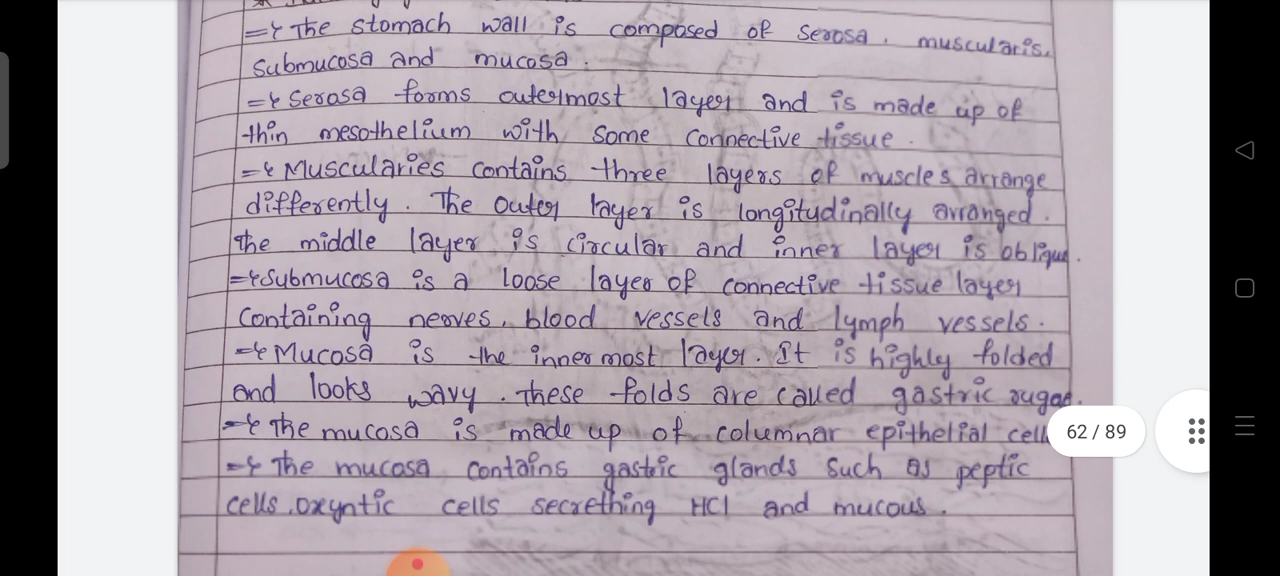 => The stomach wall is composed of Serosa, muscularis,
Submucosa and mucosa.
=> Serosa forms outermost layer and is made up of
thin mesothelium with some connective tissue.
=> Muscularies contains three layers of muscles arrange
differently. The outer layer is longitudinally arranged.
the middle layer is circular and inner layer is oblique.
=> Submucosa is a loose layer of connective tissue layer
containing nerves, blood vessels and lymph vessels.
=> Mucosa is the innermost layer. It is highly folded
and looks wavy. these folds are called gastric rugae.
=> The mucosa is made up of columnar epithelial cell
62 / 89
=> The mucosa contains gastric glands such as peptic
cells, oxyntic cells secrething HCl and mucous.